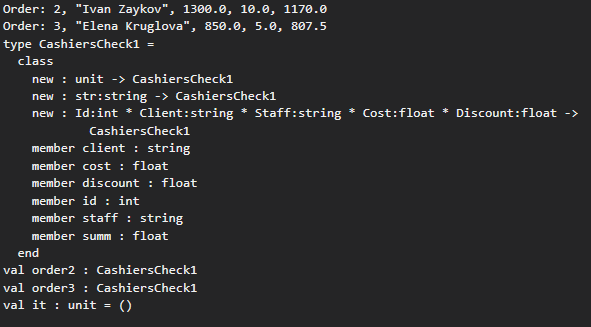 Order: 2, "Ivan Zaykov", 1300.0, 10.0, 1170.0
Order: 3, "Elena Kruglova", 850.0, 5.0, 807.5
type CashiersCheck1 =
  class
    new : unit -> CashiersCheck1
    new : str:string -> CashiersCheck1
    new : Id:int * Client:string * Staff:string * Cost:float * Discount:float ->
            CashiersCheck1
    member client : string
    member cost : float
    member discount : float
    member id : int
    member staff : string
    member summ : float
  end
val order2 : CashiersCheck1
val order3 : CashiersCheck1
val it : unit = ()